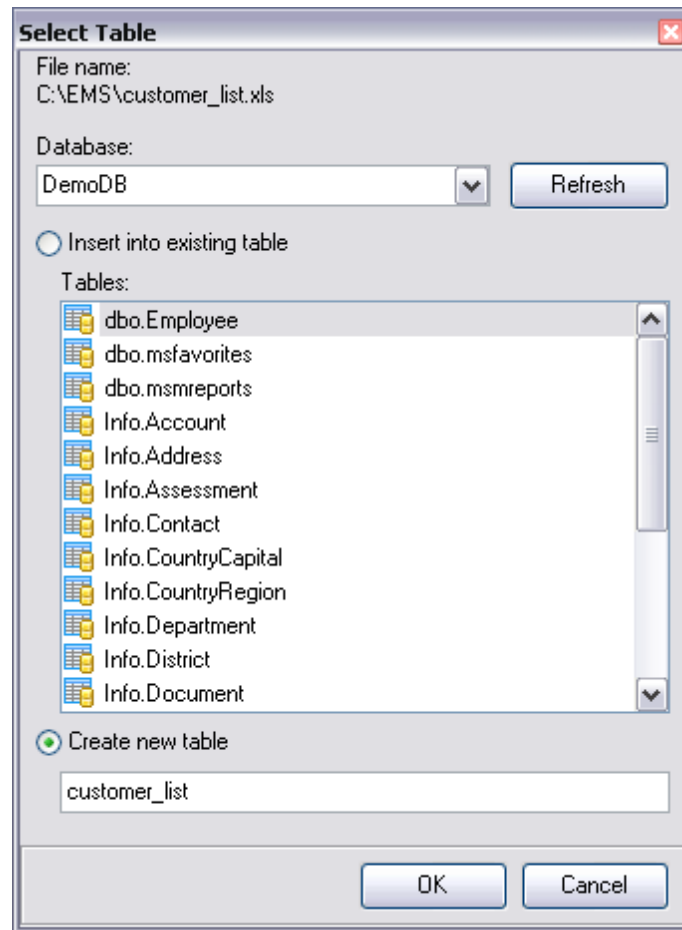 Select Table
File name:
C:\EMS\customer_list.xls
Database:
DemoDB
Refresh
Insert into existing table
Tables:
dbo.Employee
dbo.msfavorites
dbo.msmreports
Info.Account
Info.Address
Info.Assessment
Info.Contact
Info.CountryCapital
Info.CountryRegion
Info.Department
Info.District
Info.Document
Create new table
customer_list
OK
Cancel